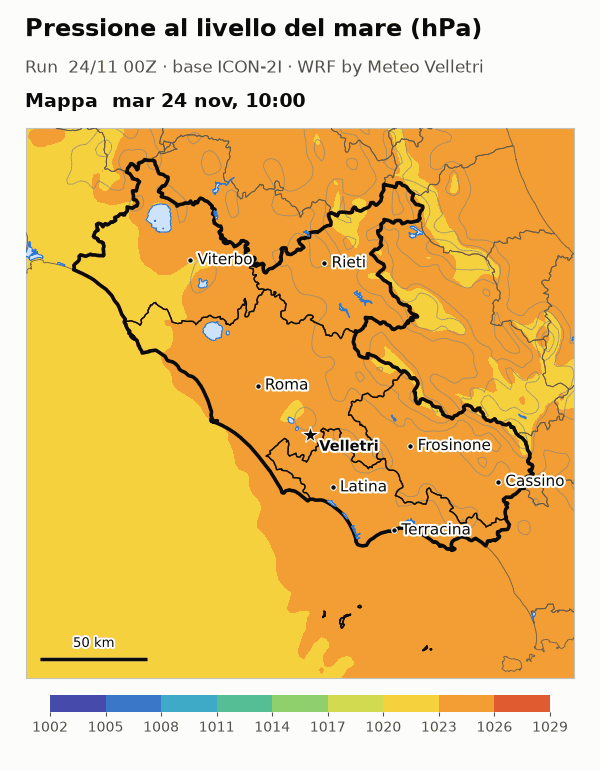 Pressione al livello del mare (hPa)
Run  24/11 00Z · base ICON-2I · WRF by Meteo Velletri
Mappa  mar 24 nov, 10:00
Viterbo
Rieti
Roma
Velletri
Frosinone
Latina
Cassino
Terracina
50 km
1002 1005 1008 1011 1014 1017 1020 1023 1026 1029